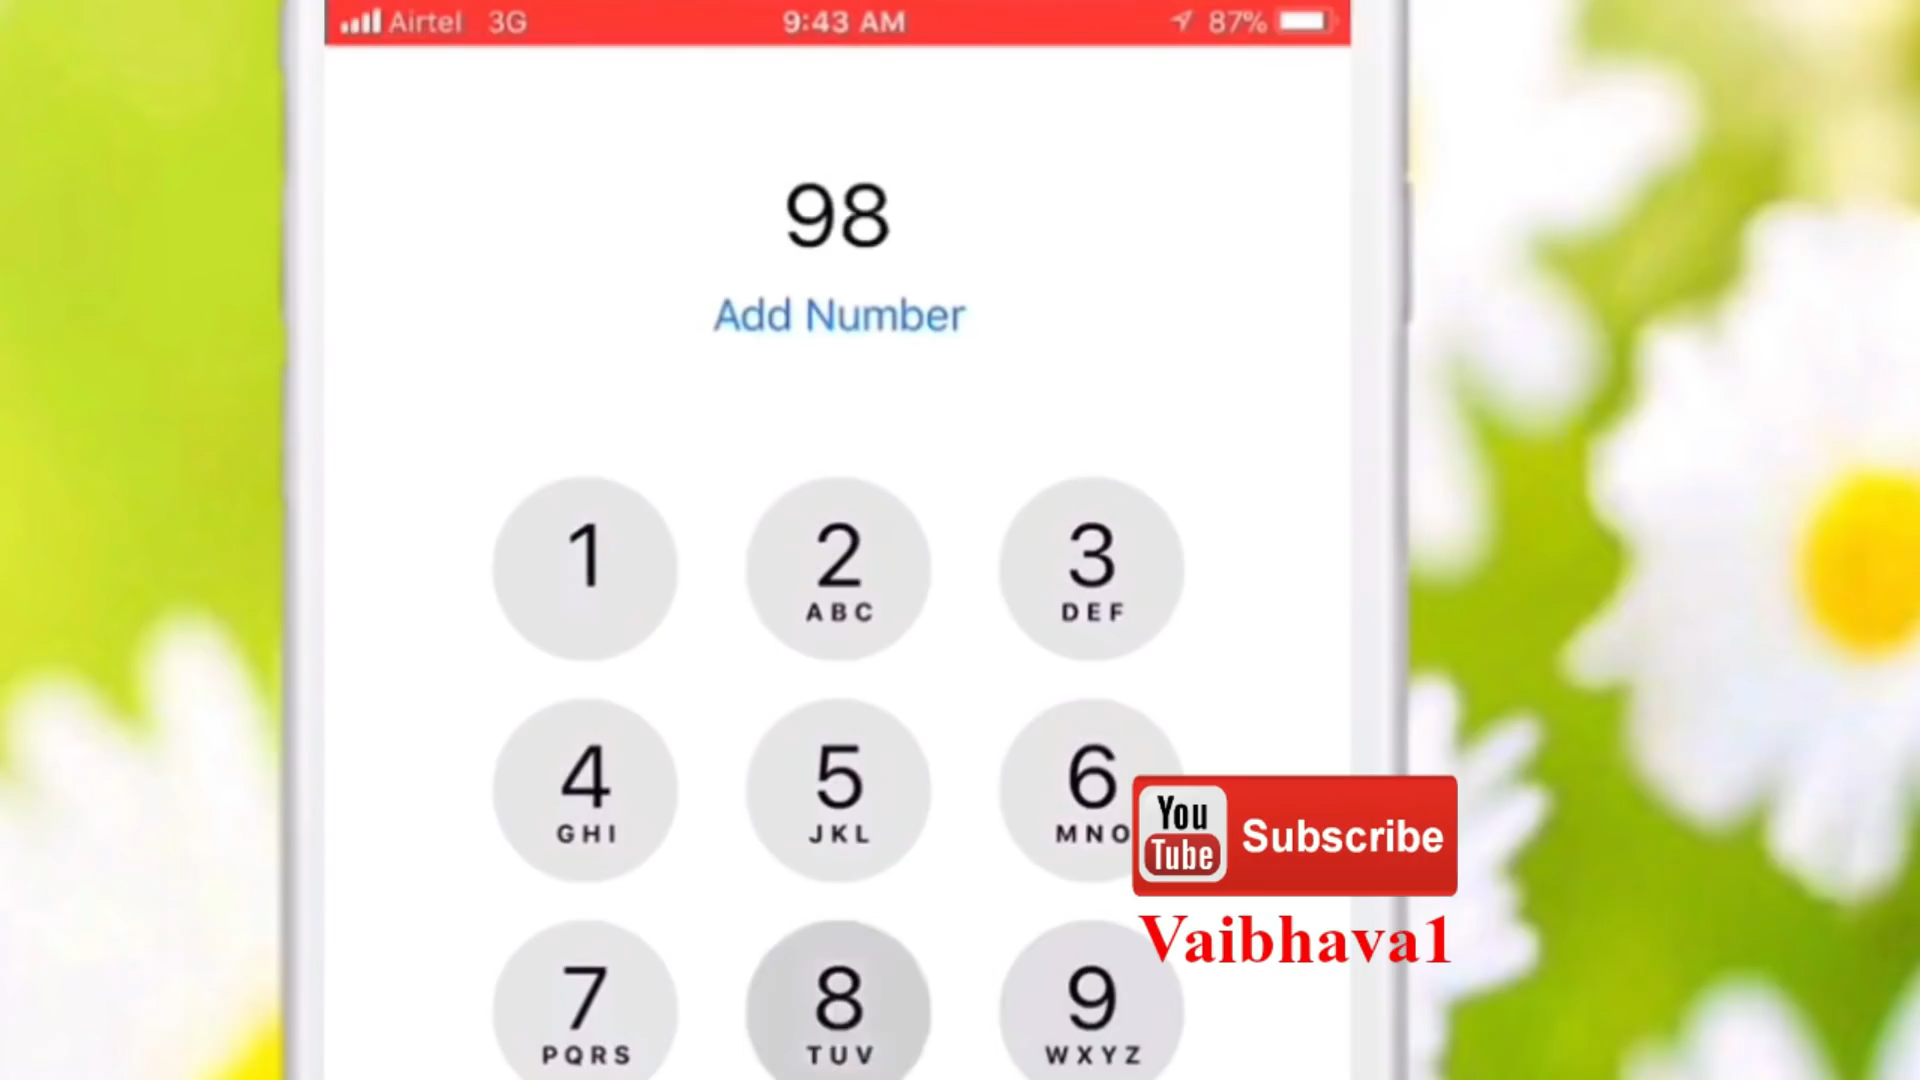 Airtel 3G 9:43 AM 87%
98
Add Number
1 2 3
ABC DEF
4 5 6
GHI JKL MNO
You Tube Subscribe
Vaibhava1
7 8 9
PQRS TUV WXYZ